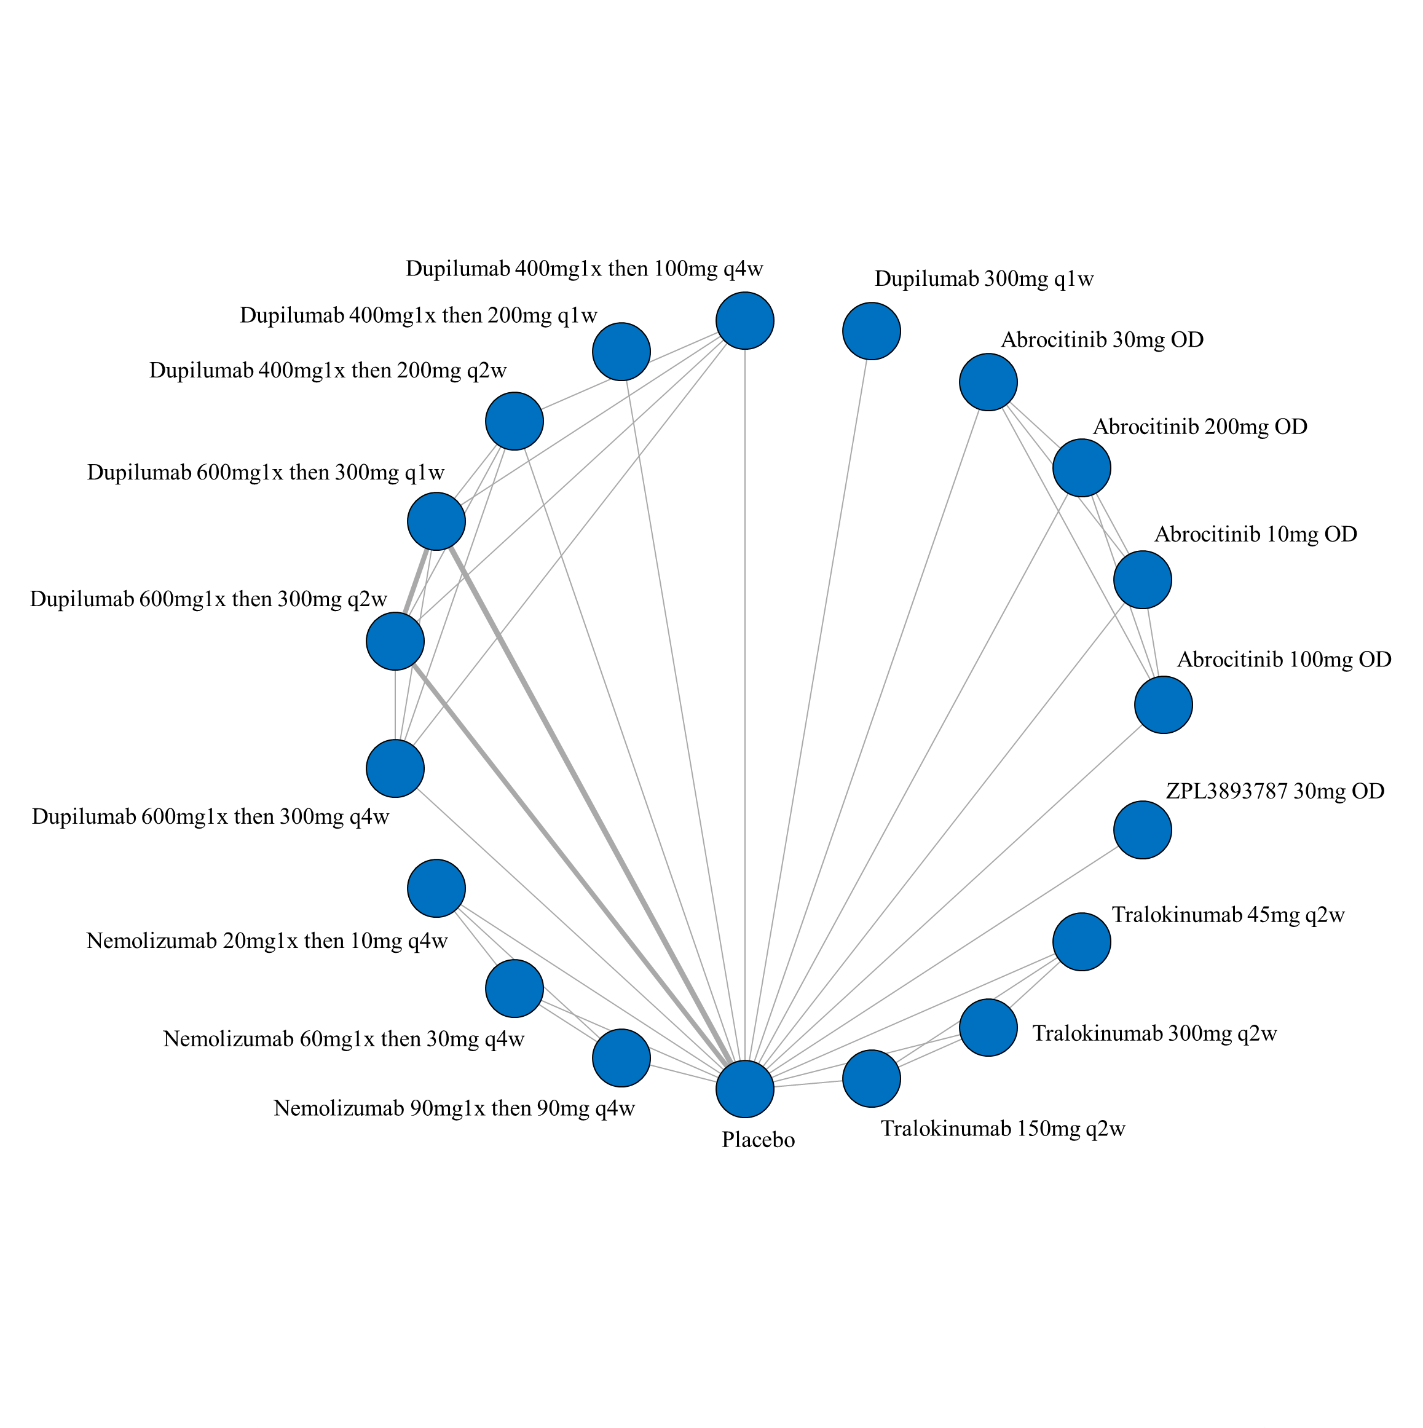 Dupilumab 400mg1x then 100mg q4w
Dupilumab 300mg q1w
Dupilumab 400mg1x then 200mg q1w
Abrocitinib 30mg OD
Dupilumab 400mg1x then 200mg q2w
Abrocitinib 200mg OD
Dupilumab 600mg1x then 300mg q1w
Abrocitinib 10mg OD
Dupilumab 600mg1x then 300mg q2w
Abrocitinib 100mg OD
ZPL3893787 30mg OD
Dupilumab 600mg1x then 300mg q4w
Tralokinumab 45mg q2w
Nemolizumab 20mg1x then 10mg q4w
Tralokinumab 300mg q2w
Nemolizumab 60mg1x then 30mg q4w
Nemolizumab 90mg1x then 90mg q4w
Tralokinumab 150mg q2w
Placebo